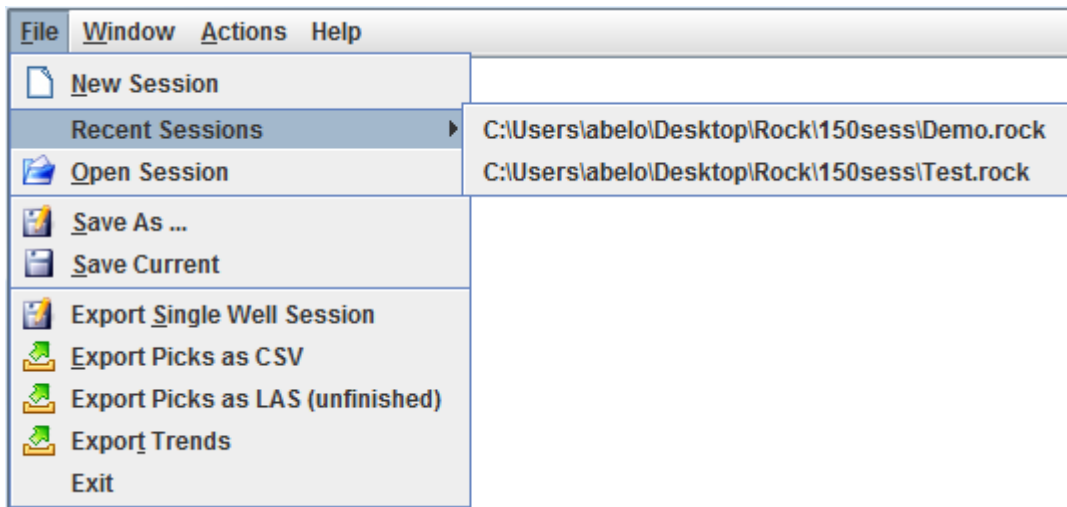 File Window Actions Help
New Session
Recent Sessions
C:\Users\abelo\Desktop\Rock\150sess\Demo.rock
C:\Users\abelo\Desktop\Rock\150sess\Test.rock
Open Session
Save As ...
Save Current
Export Single Well Session
Export Picks as CSV
Export Picks as LAS (unfinished)
Export Trends
Exit